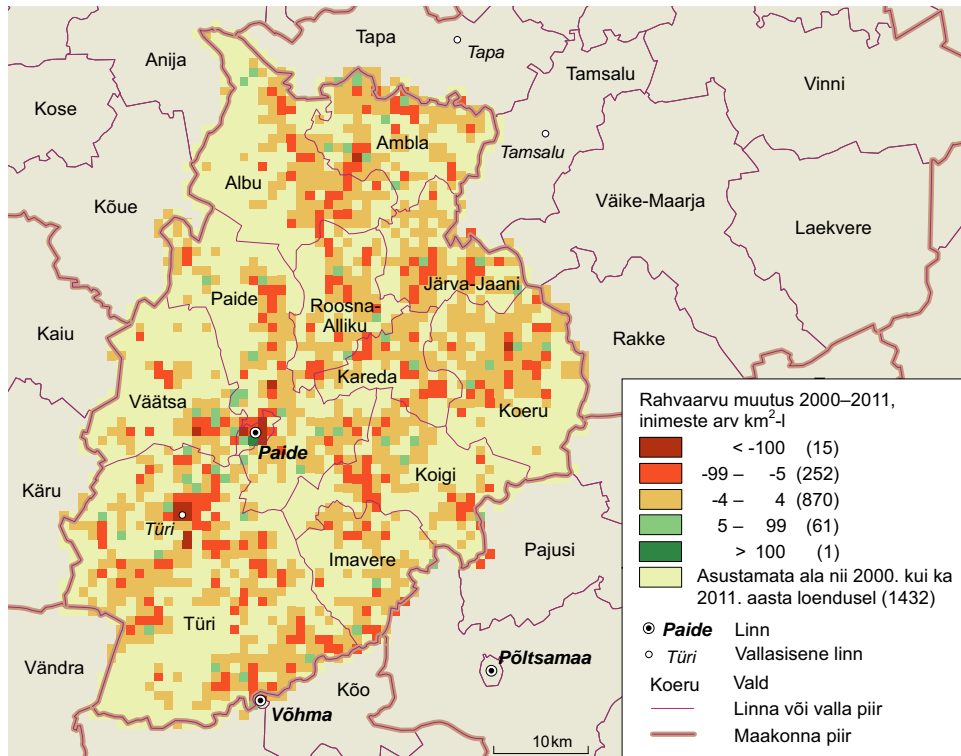 Tapa
Tapa
Anija
Tamsalu
Vinni
Kose
Ambla
Tamsalu
Albu
Kõue
Väike-Maarja
Laekvere
Paide
Järva-Jaani
Roosna-
Alliku
Kaiu
Rakke
Kareda
Väätsa
Koeru
Paide
Koigi
Käru
Türi
Imavere
Pajusi
Türi
Vändra
Kõo
Põltsamaa
Võhma
10 km
Rahvaarvu muutus 2000–2011,
inimeste arv km²-l
< -100 (15)
-99 – -5 (252)
-4 – 4 (870)
5 – 99 (61)
> 100 (1)
Asustamata ala nii 2000. kui ka
2011. aasta loendusel (1432)
Paide Linn
Türi Vallasisene linn
Koeru Vald
Linna või valla piir
Maakonna piir